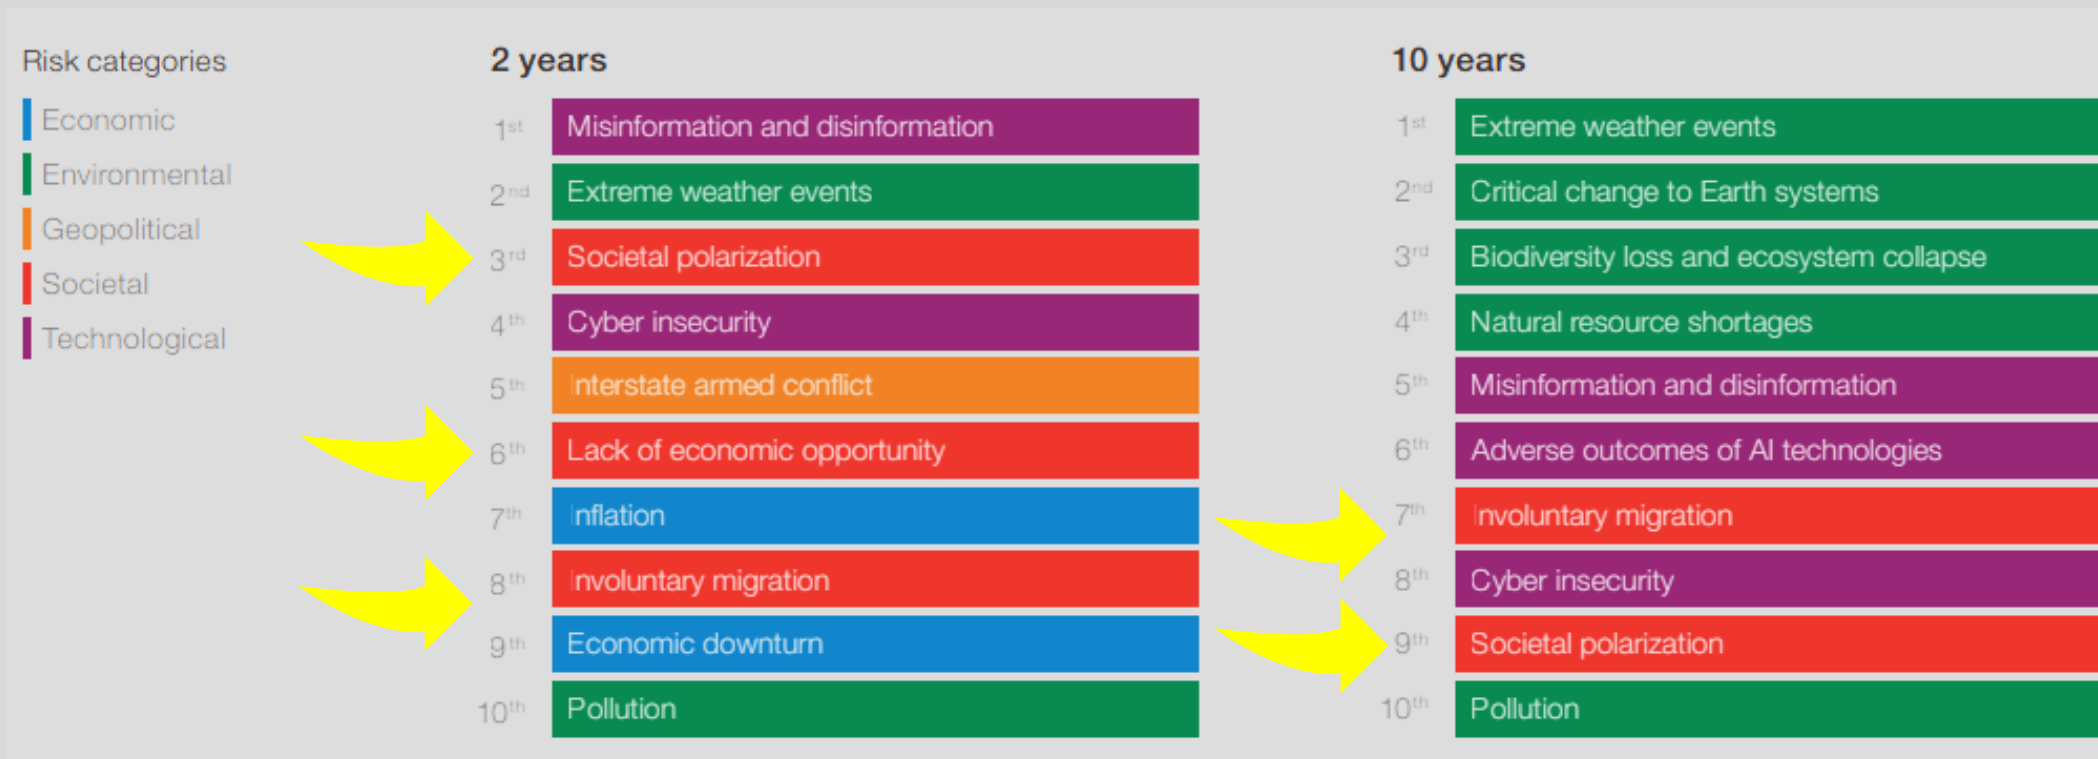 Risk categories
Economic
Environmental
Geopolitical
Societal
Technological
2 years
1st Misinformation and disinformation
2nd Extreme weather events
3rd Societal polarization
4th Cyber insecurity
5th Interstate armed conflict
6th Lack of economic opportunity
7th Inflation
8th Involuntary migration
9th Economic downturn
10th Pollution
10 years
1st Extreme weather events
2nd Critical change to Earth systems
3rd Biodiversity loss and ecosystem collapse
4th Natural resource shortages
5th Misinformation and disinformation
6th Adverse outcomes of AI technologies
7th Involuntary migration
8th Cyber insecurity
9th Societal polarization
10th Pollution